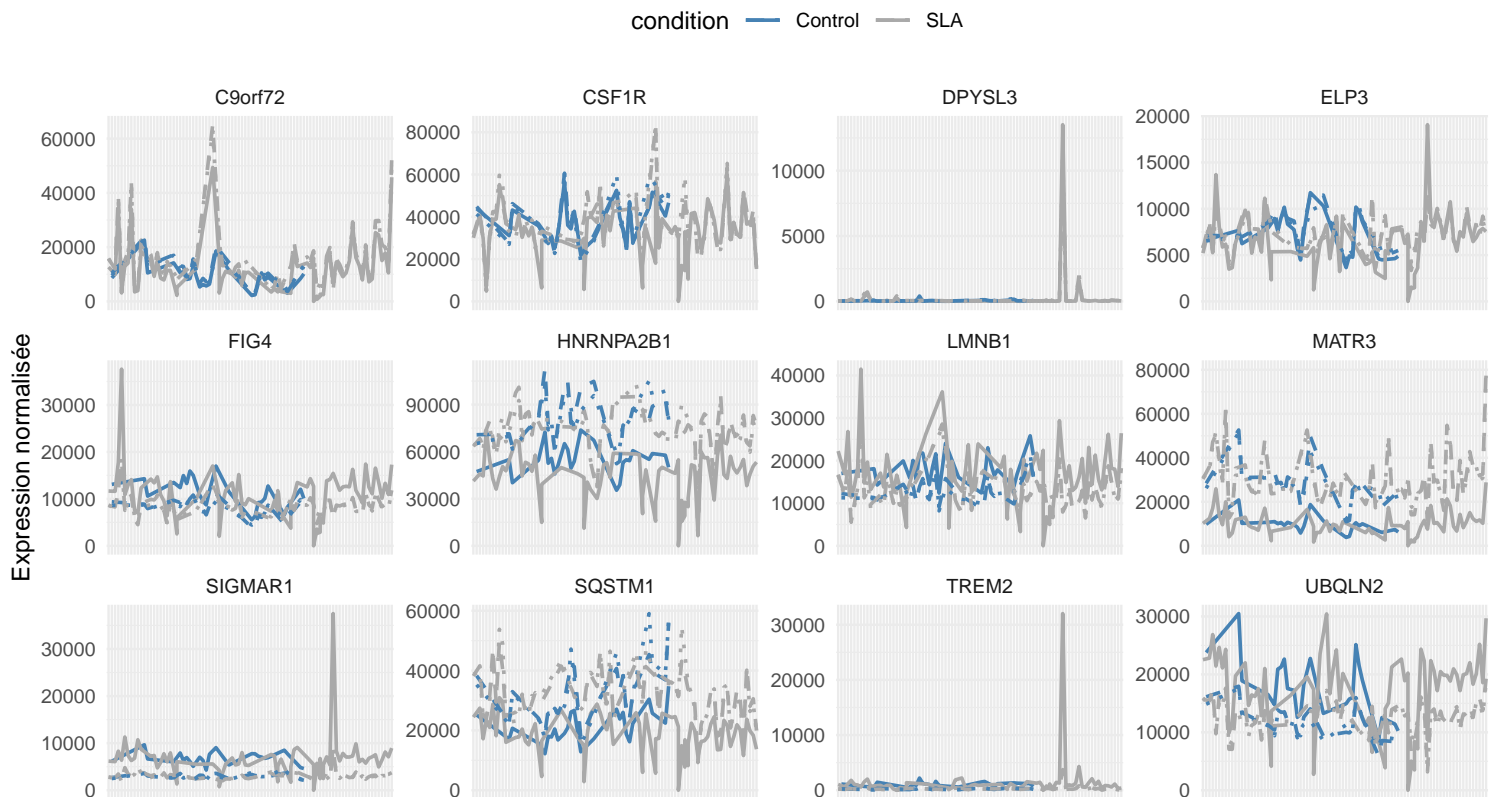 condition Control SLA
C9orf72 CSF1R DPYSL3 ELP3
60000 40000 20000 0
80000 60000 40000 20000 0
10000 5000 0
20000 15000 10000 5000 0
Expression normalisée
FIG4 HNRNPA2B1 LMNB1 MATR3
30000 20000 10000 0
90000 60000 30000 0
40000 30000 20000 10000 0
80000 60000 40000 20000 0
SIGMAR1 SQSTM1 TREM2 UBQLN2
30000 20000 10000 0
60000 40000 20000 0
30000 20000 10000 0
30000 20000 10000 0